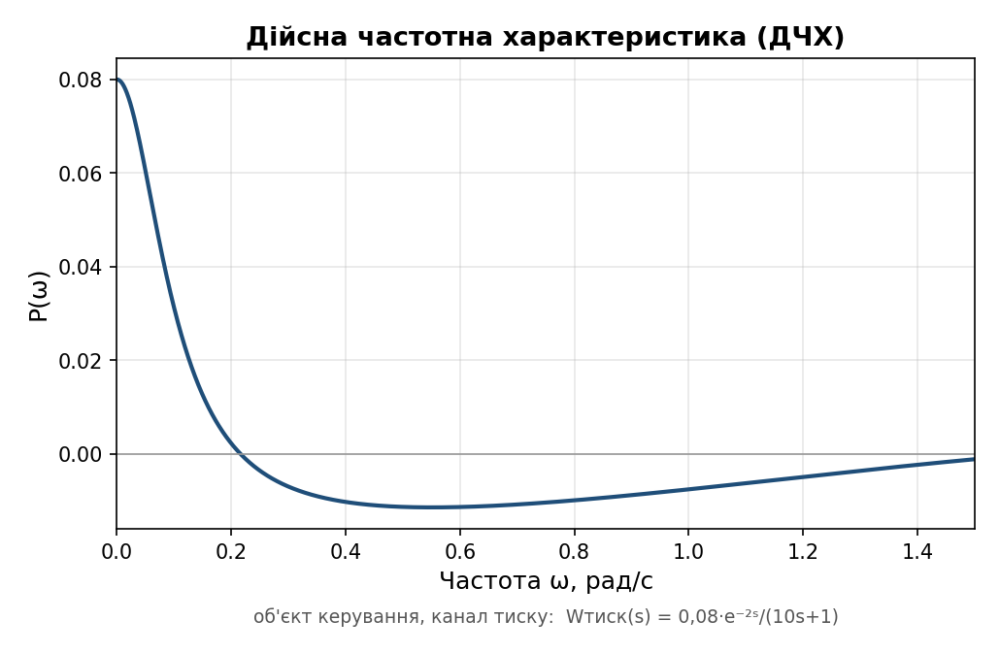 Дійсна частотна характеристика (ДЧХ)
P(ω)
0.08
0.06
0.04
0.02
0.00
0.0 0.2 0.4 0.6 0.8 1.0 1.2 1.4
Частота ω, рад/с
об'єкт керування, канал тиску: Wтиск(s) = 0,08·e⁻²ˢ/(10s+1)